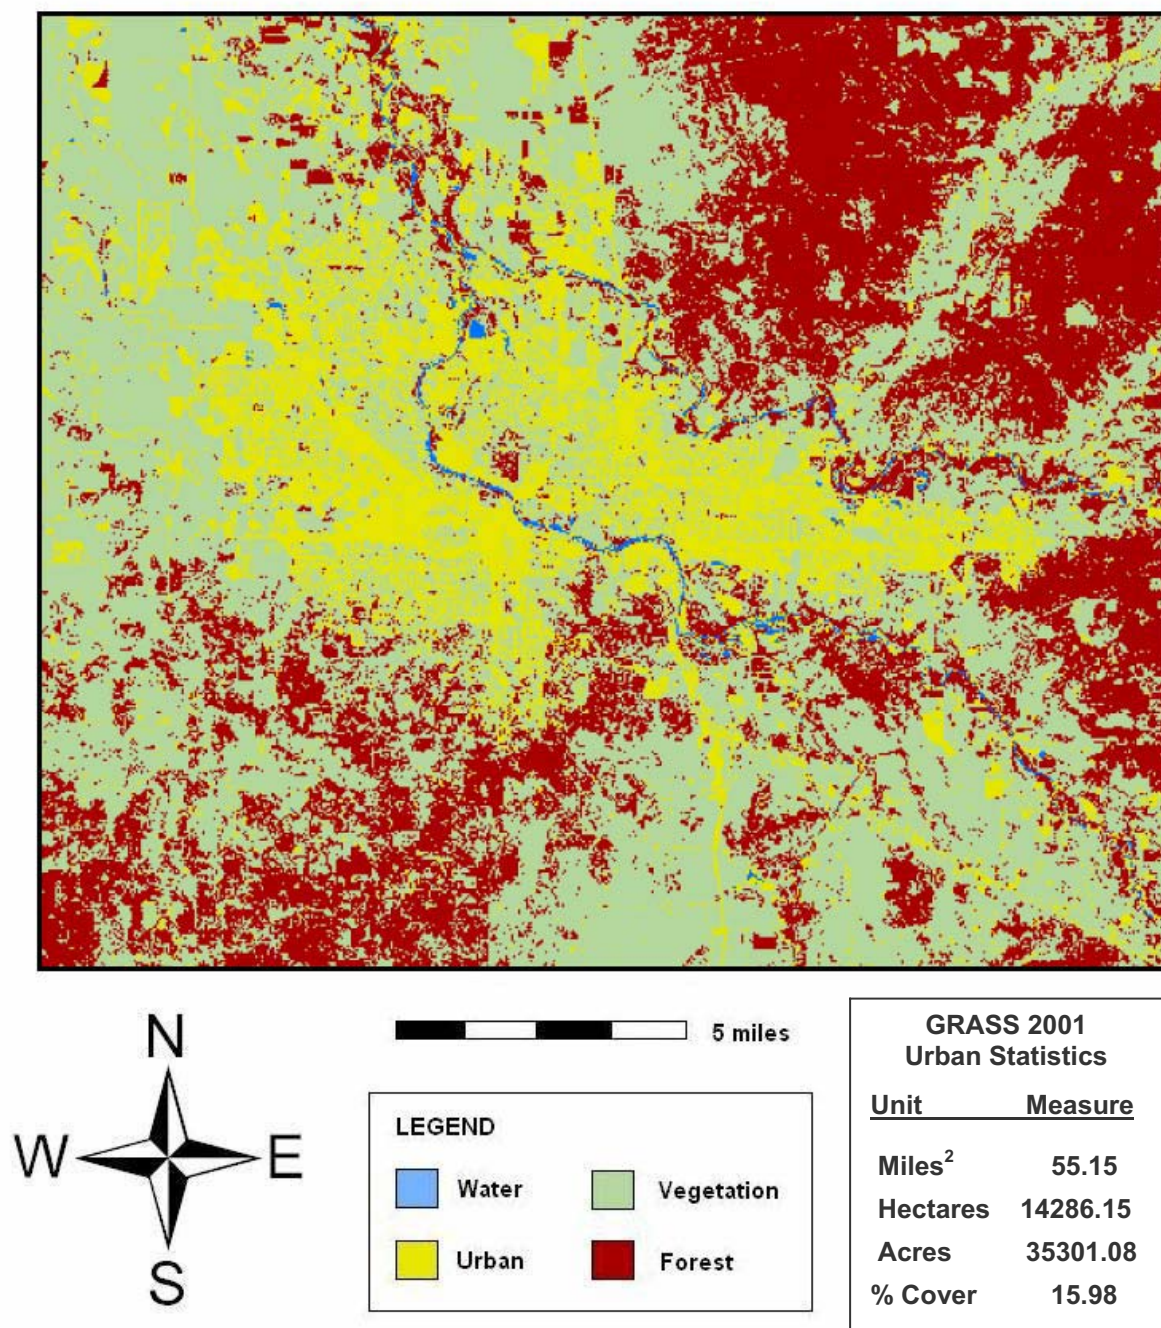 N
W E
S
5 miles
LEGEND
Water Vegetation
Urban Forest
GRASS 2001
Urban Statistics
Unit Measure
Miles² 55.15
Hectares 14286.15
Acres 35301.08
% Cover 15.98